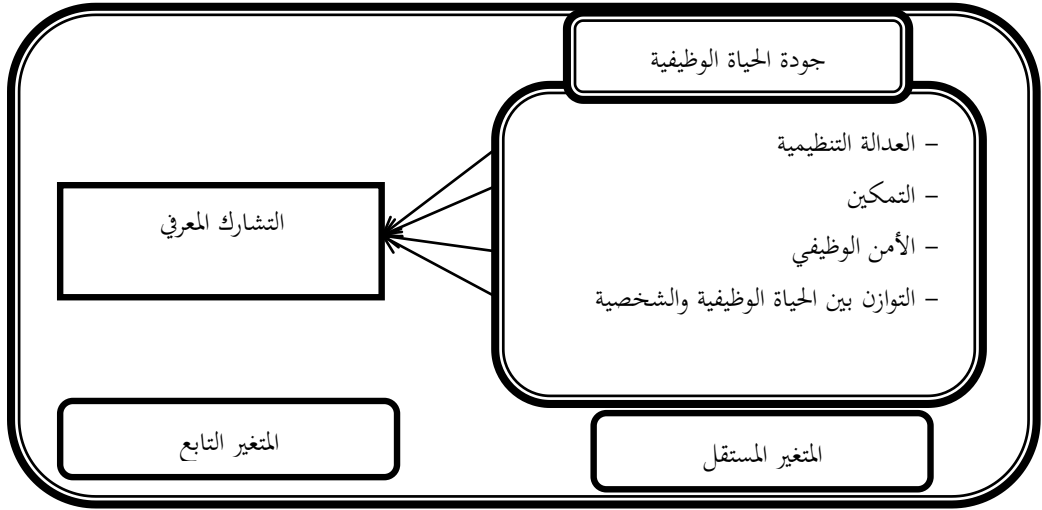 جودة الحياة الوظيفية
– العدالة التنظيمية
– التمكين
– الأمن الوظيفي
– التوازن بين الحياة الوظيفية والشخصية
التشارك المعرفي
المتغير المستقل
المتغير التابع